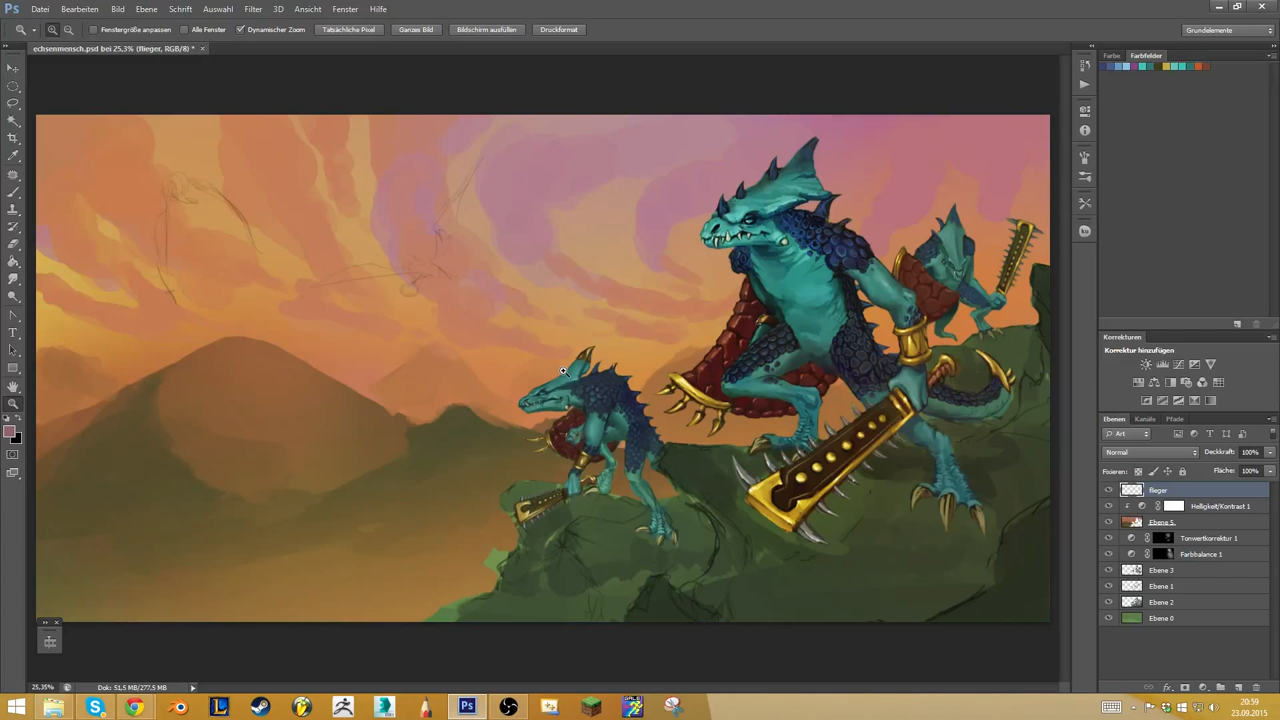 Ps Datei Bearbeiten Bild Ebene Schrift Auswahl Filter 3D Ansicht Fenster Hilfe
Fenstergröße anpassen Alle Fenster Dynamischer Zoom Tatsächliche Pixel Ganzes Bild Bildschirm ausfüllen Druckformat Grundelemente
echsenmensch.psd bei 25,3% (flieger, RGB/8) * ×
Farbe Farbfelder
Korrekturen
Korrektur hinzufügen
Ebenen Kanäle Pfade
Art
Normal Deckkraft: 100%
Fixieren: Fläche: 100%
flieger
Helligkeit/Kontrast 1
Ebene 5
Tonwertkorrektur 1
Farbbalance 1
Ebene 3
Ebene 1
Ebene 2
Ebene 0
25,35% Dok: 51,5 MB/277,5 MB
20:59
23.09.2015